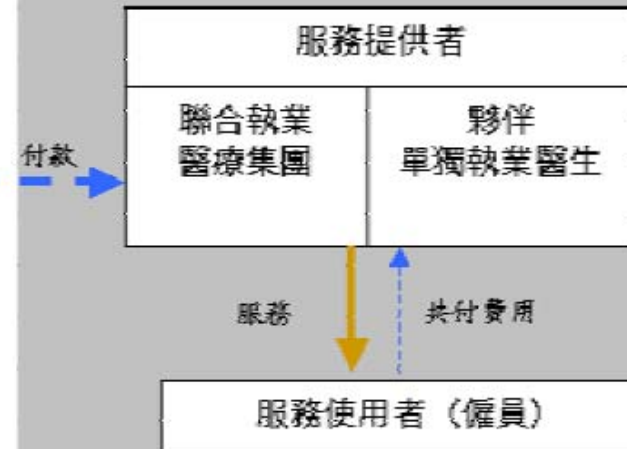 服務提供者
聯合執業
醫療集團
夥伴
單獨執業醫生
付款
服務
共付費用
服務使用者（僱員）